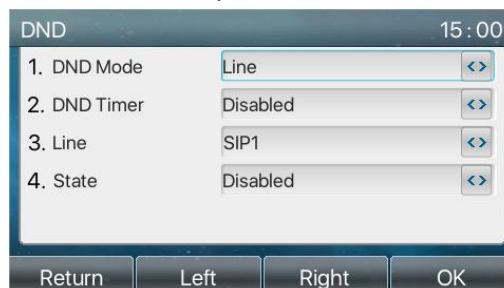 DND 15:00
1. DND Mode Line
2. DND Timer Disabled
3. Line SIP1
4. State Disabled
Return Left Right OK